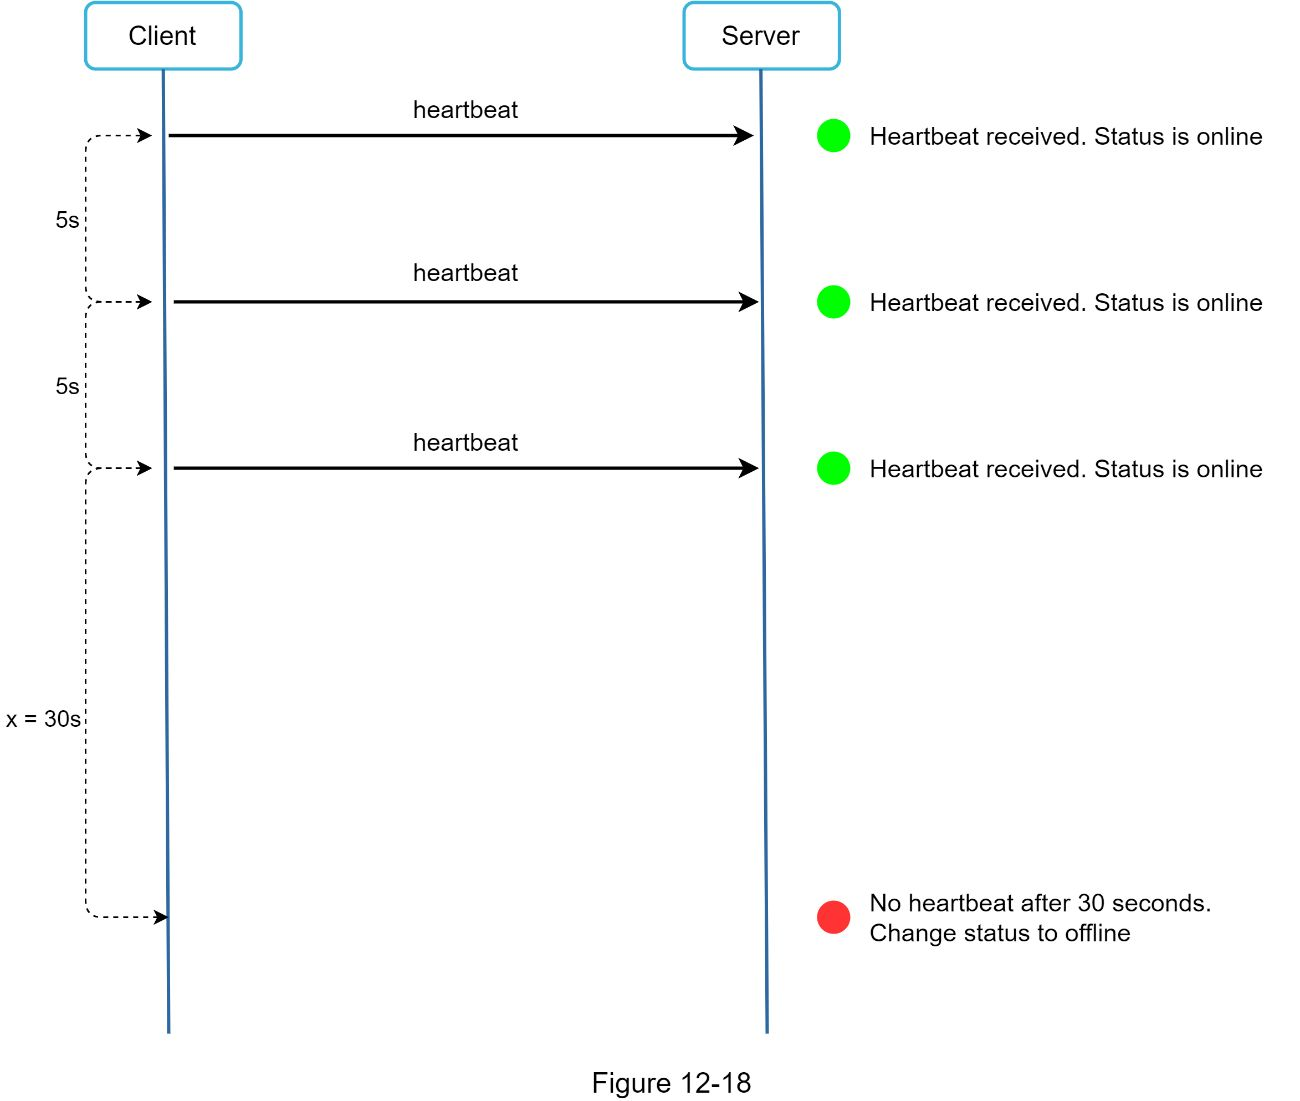 Client
Server
heartbeat
Heartbeat received. Status is online
5s
heartbeat
Heartbeat received. Status is online
5s
heartbeat
Heartbeat received. Status is online
x = 30s
No heartbeat after 30 seconds.
Change status to offline
Figure 12-18